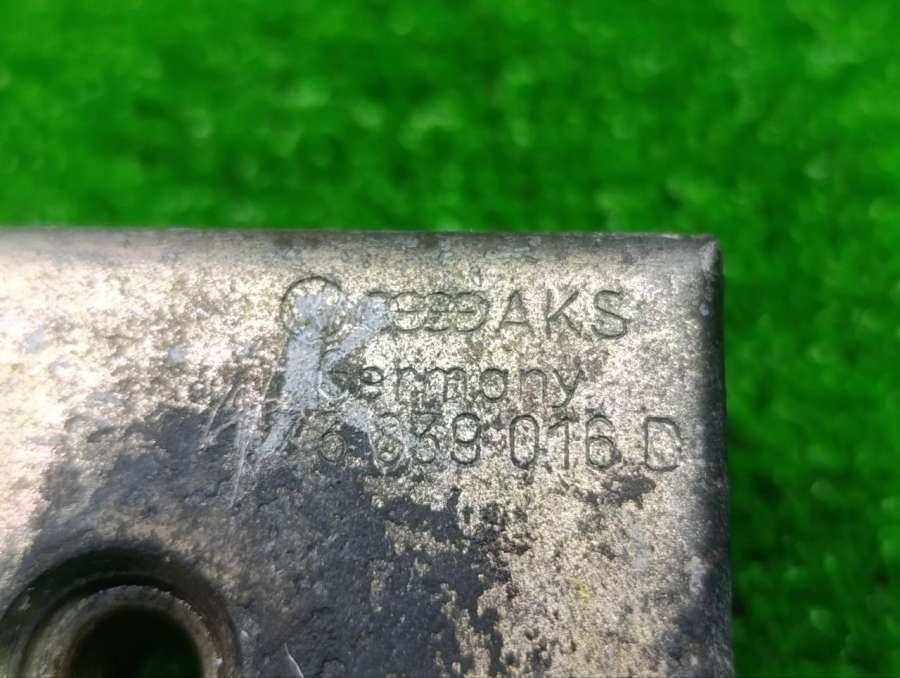 AKS
Germany
K
839 016 D